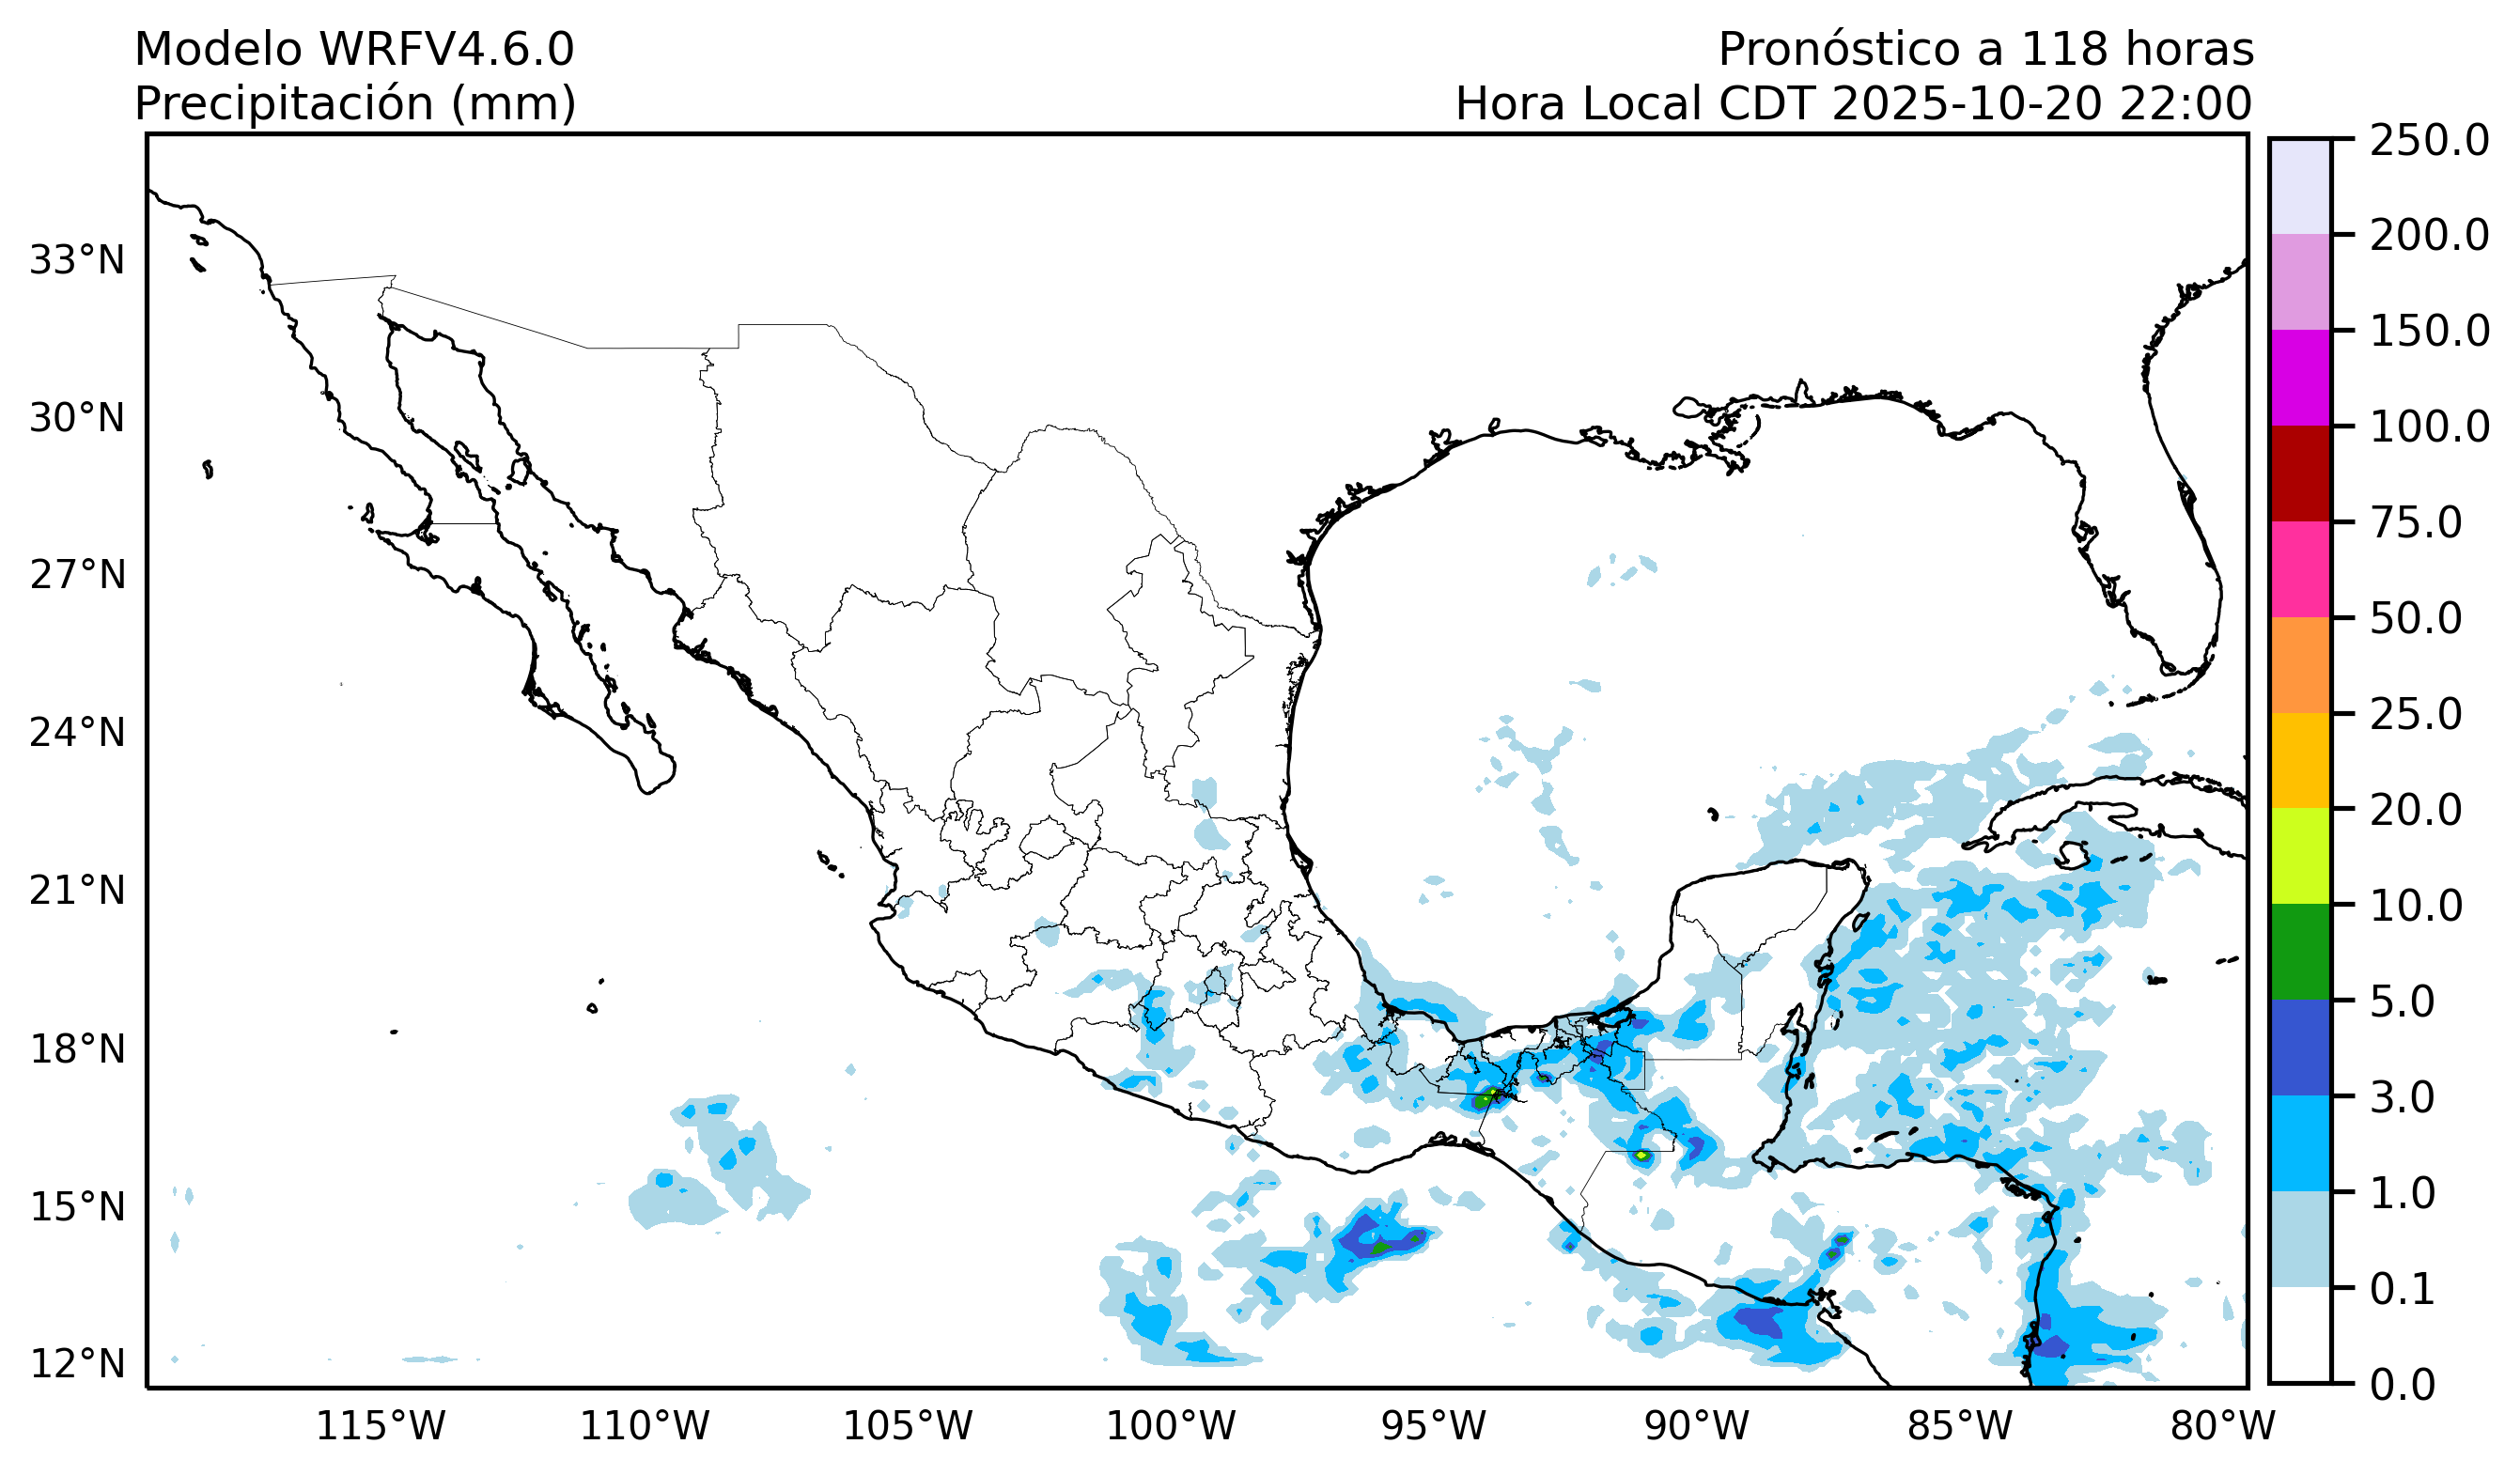 Modelo WRFV4.6.0
Precipitación (mm)
Pronóstico a 118 horas
Hora Local CDT 2025-10-20 22:00
33°N
30°N
27°N
24°N
21°N
18°N
15°N
12°N
115°W
110°W
105°W
100°W
95°W
90°W
85°W
80°W
250.0
200.0
150.0
100.0
75.0
50.0
25.0
20.0
10.0
5.0
3.0
1.0
0.1
0.0